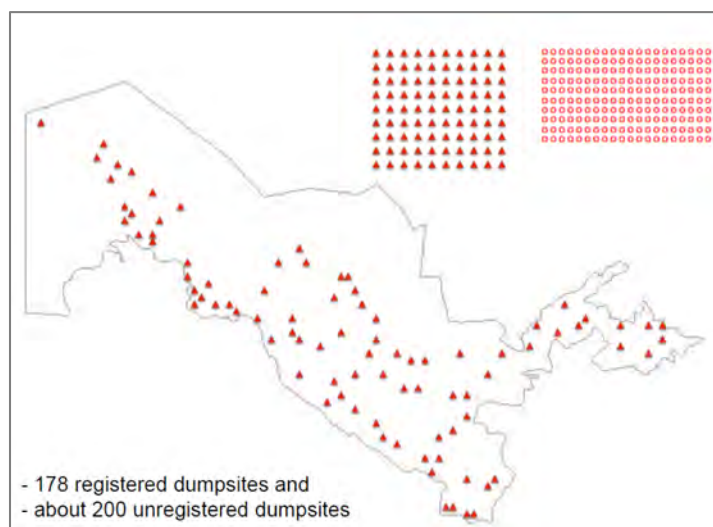 - 178 registered dumpsites and
- about 200 unregistered dumpsites